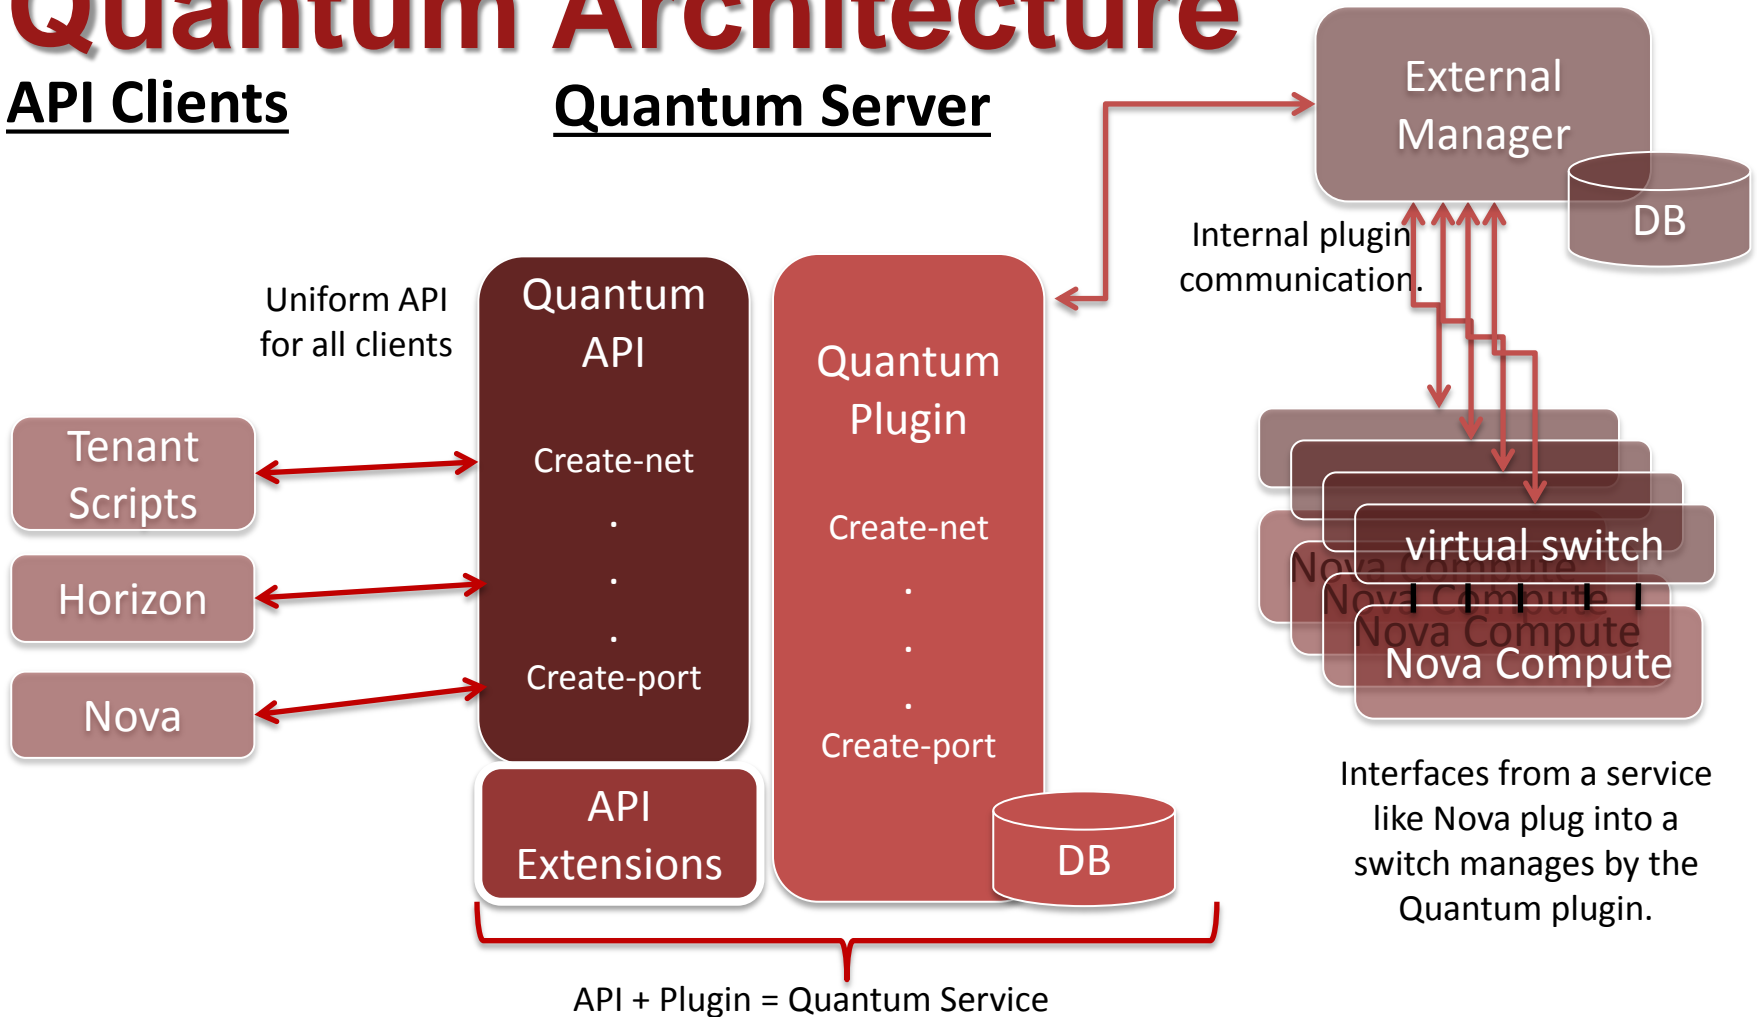 Quantum Architecture
API Clients
Quantum Server
External
Manager
DB
Internal plugin
communication.
Uniform API
for all clients
Quantum
API
Create-net
.
.
.
Create-port
API
Extensions
Quantum
Plugin
Create-net
.
.
.
Create-port
DB
Tenant
Scripts
Horizon
Nova
virtual switch
Nova Compute
Nova Compute
Nova Compute
Nova Compute
Interfaces from a service
like Nova plug into a
switch manages by the
Quantum plugin.
API + Plugin = Quantum Service